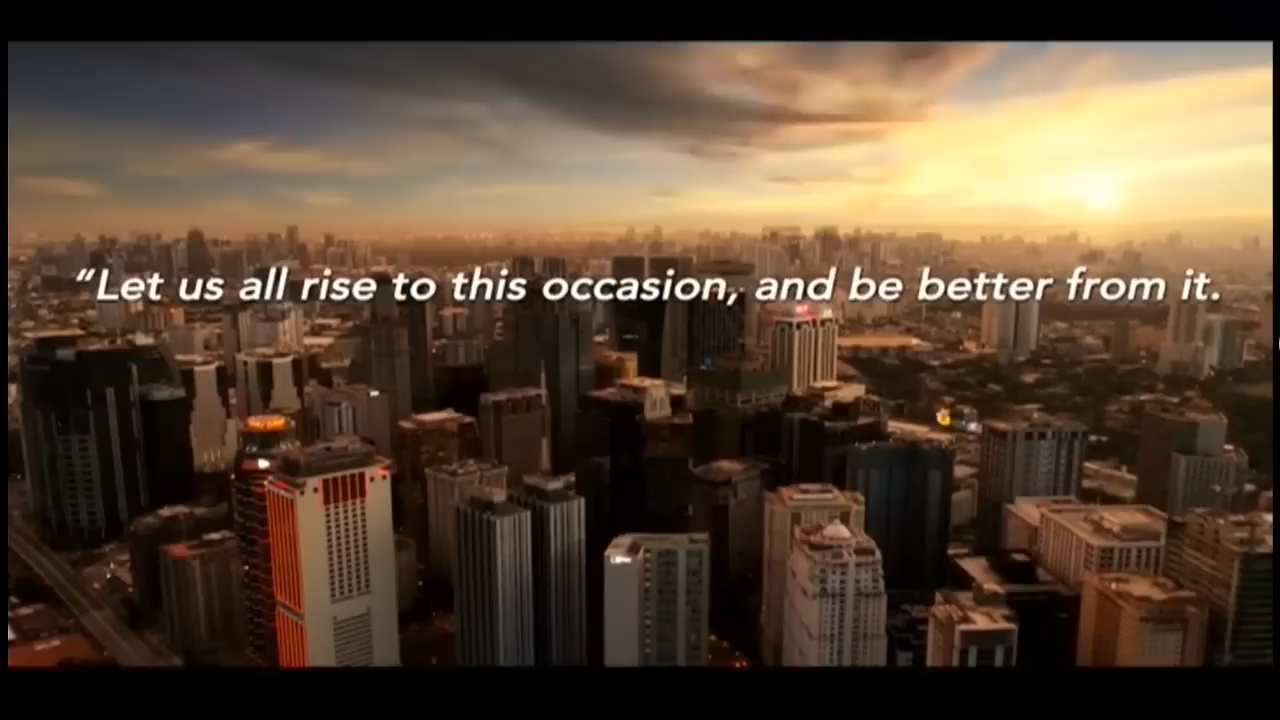 “Let us all rise to this occasion, and be better from it.